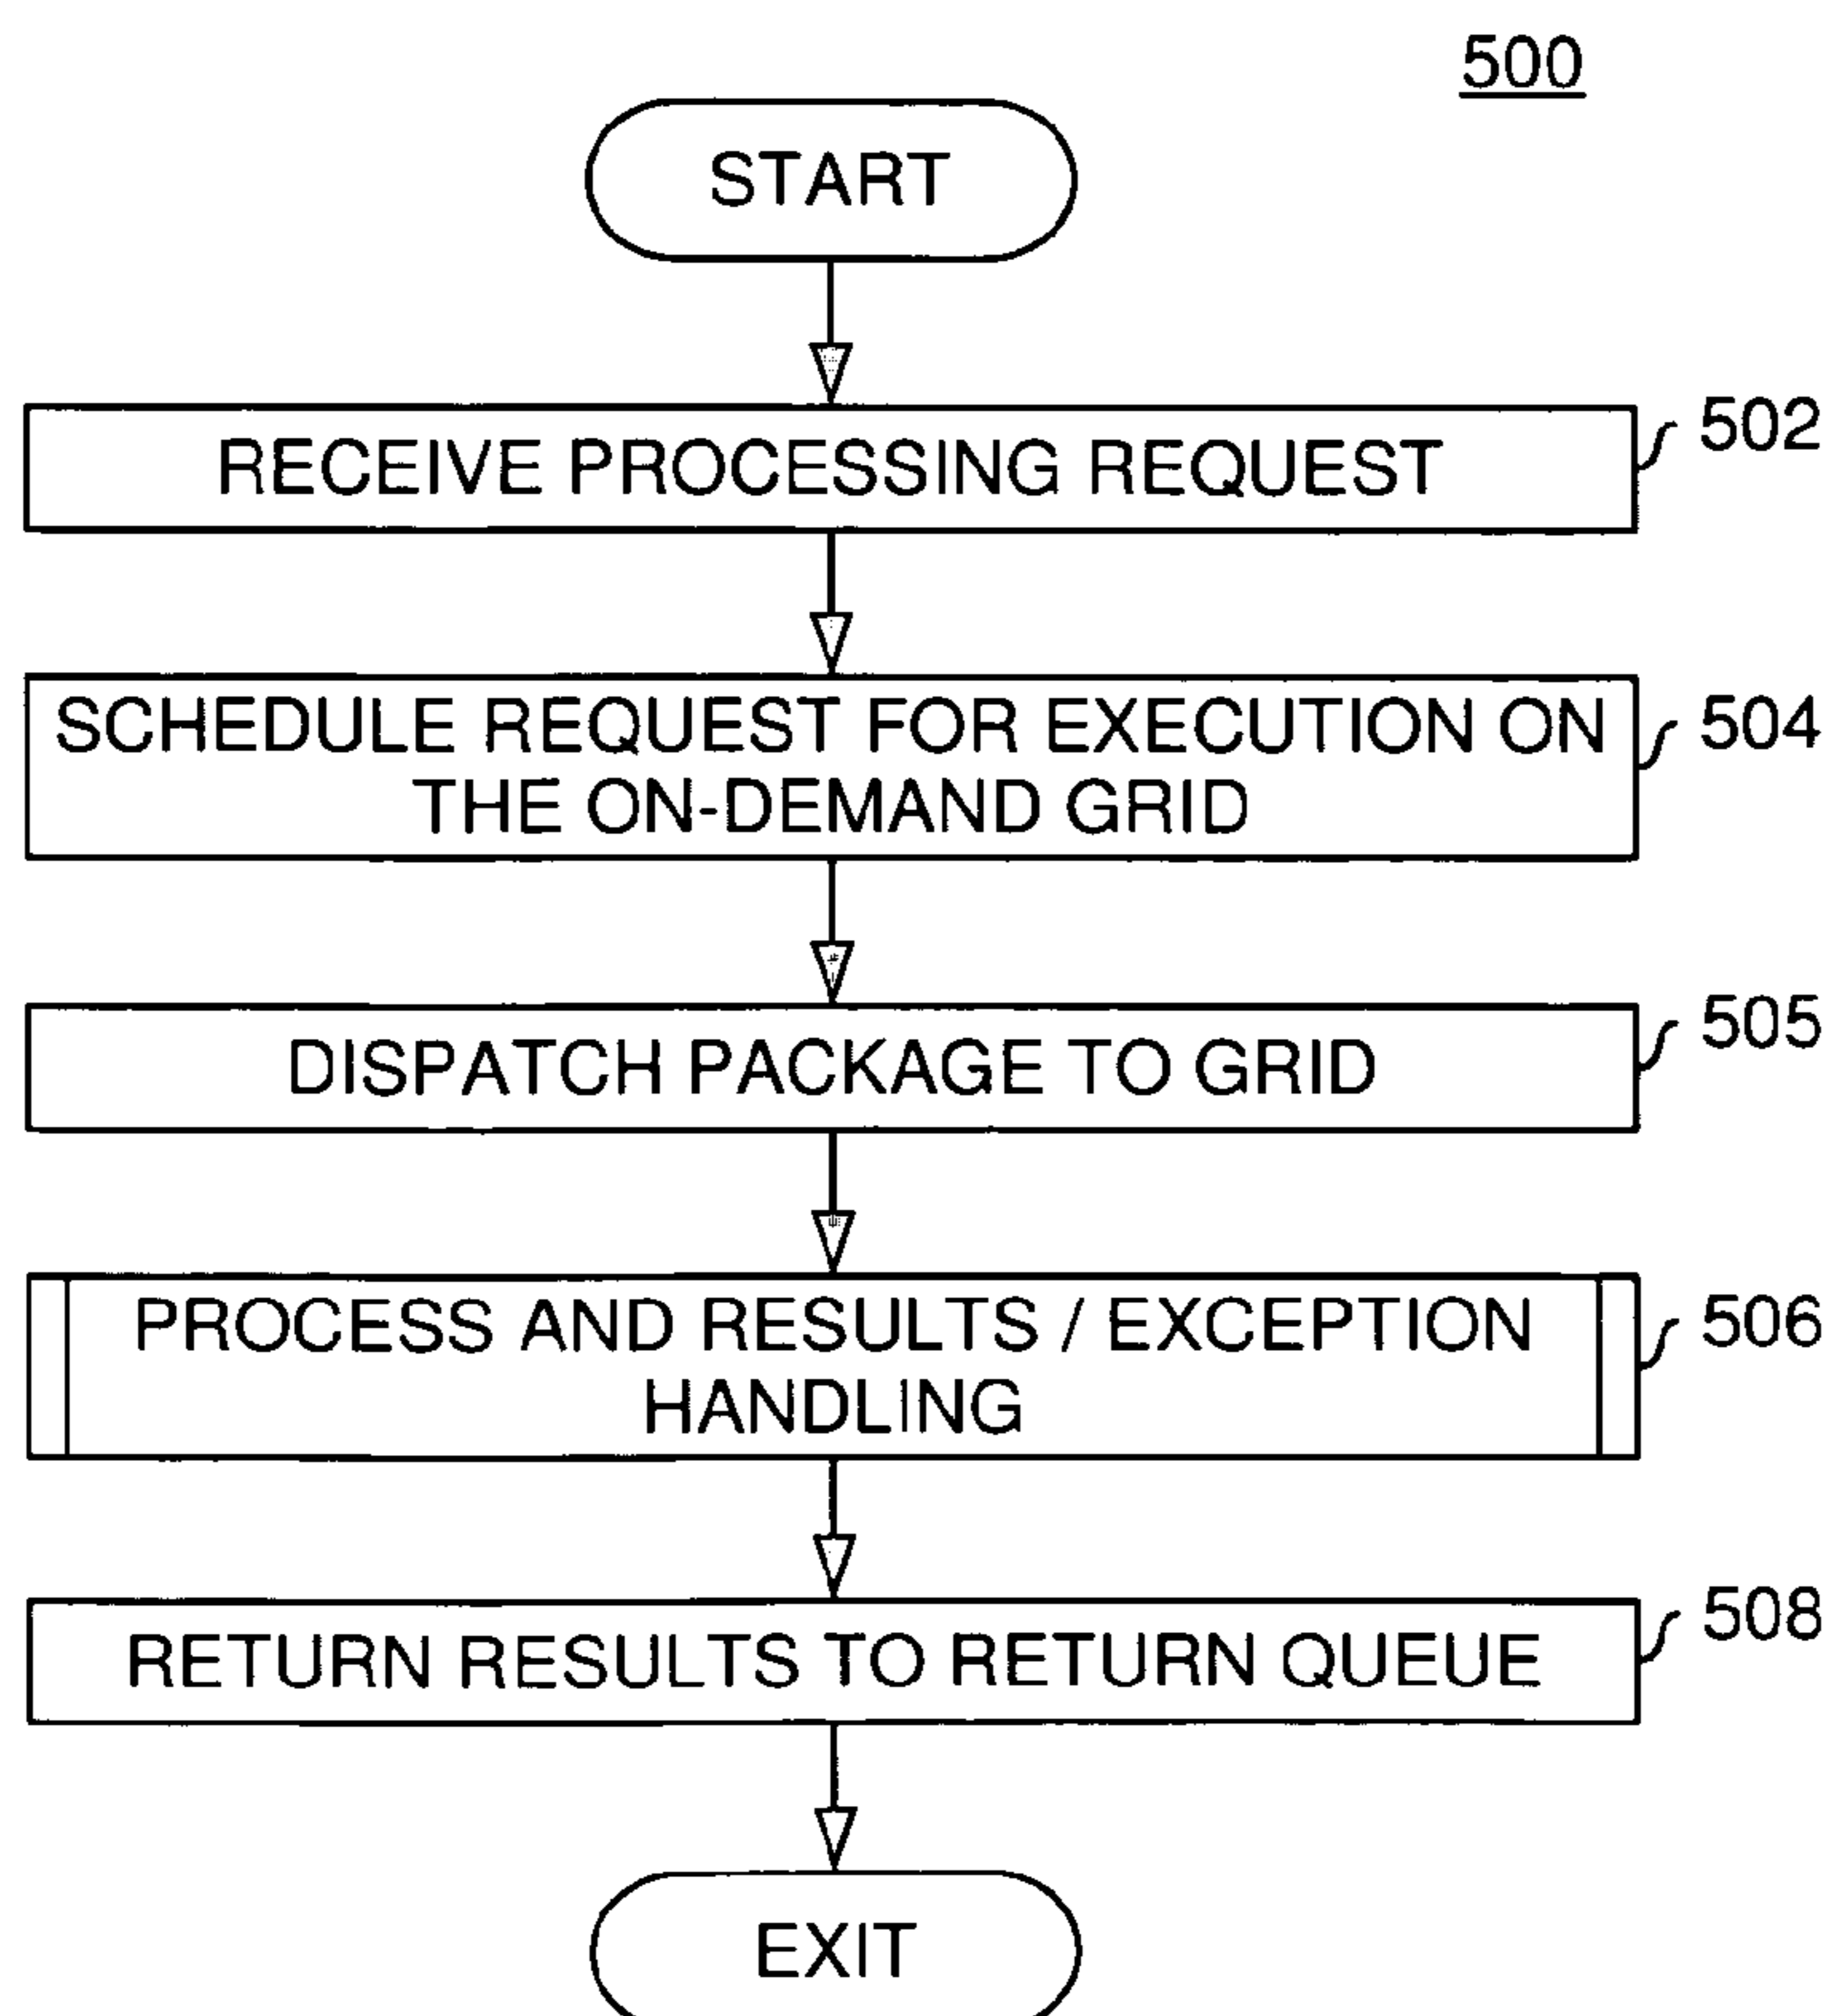 500
START
RECEIVE PROCESSING REQUEST
502
SCHEDULE REQUEST FOR EXECUTION ON
THE ON-DEMAND GRID
504
DISPATCH PACKAGE TO GRID
505
PROCESS AND RESULTS / EXCEPTION
HANDLING
506
RETURN RESULTS TO RETURN QUEUE
508
EXIT